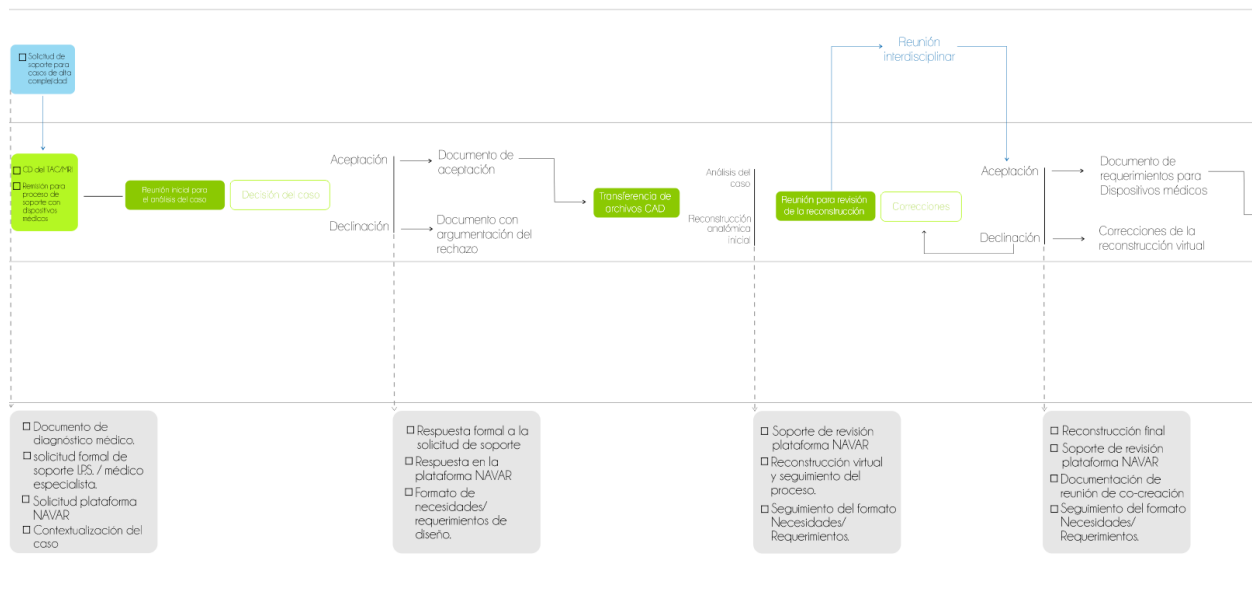 Solicitud de
soporte para
casos de alta
complejidad
Reunión
interdisciplinar
CD del TAC/MRI
Remisión para
proceso de
soporte con
dispositivos
médicos
Reunión inicial para
el análisis del caso
Decisión del caso
Aceptación
Documento de
aceptación
Declinación
Documento con
argumentación del
rechazo
Transferencia de
archivos CAD
Análisis del
caso
Reconstrucción
anatómica
inicial
Reunión para revisión
de la reconstrucción
Correcciones
Aceptación
Documento de
requerimientos para
Dispositivos médicos
Declinación
Correcciones de la
reconstrucción virtual
Documento de
diagnóstico médico.
solicitud formal de
soporte I.P.S. / médico
especialista.
Solicitud plataforma
NAVAR
Contextualización del
caso
Respuesta formal a la
solicitud de soporte
Respuesta en la
plataforma NAVAR
Formato de
necesidades/
requerimientos de
diseño.
Soporte de revisión
plataforma NAVAR
Reconstrucción virtual
y seguimiento del
proceso.
Seguimiento del formato
Necesidades/
Requerimientos.
Reconstrucción final
Soporte de revisión
plataforma NAVAR
Documentación de
reunión de co-creación
Seguimiento del formato
Necesidades/
Requerimientos.